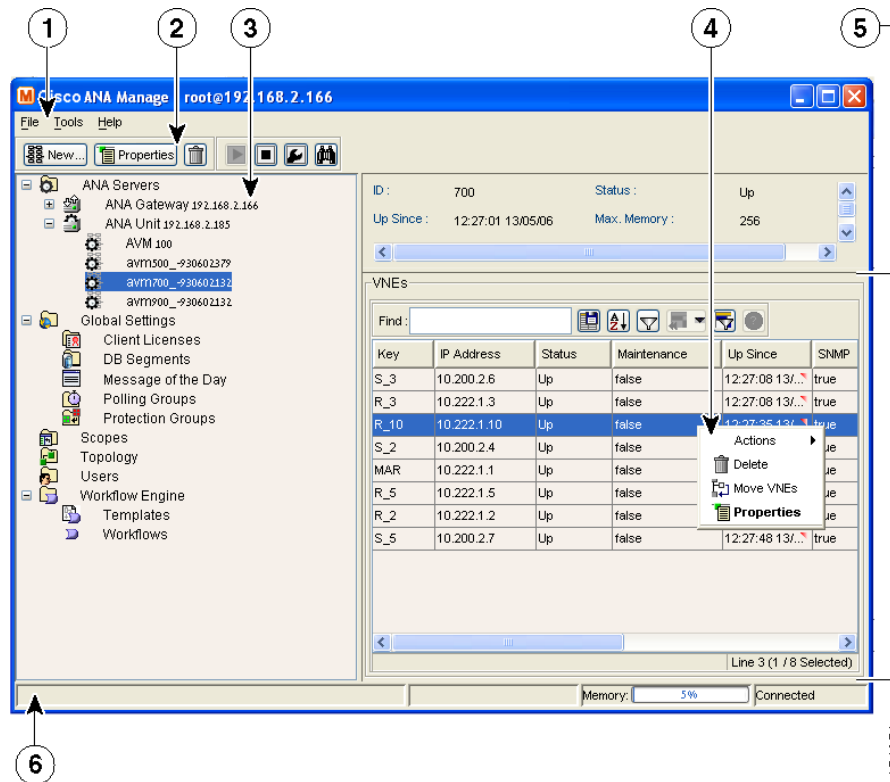 1 2 3 4 5
Cisco ANA Manage root@192.168.2.166
File Tools Help
New... Properties
ANA Servers
ANA Gateway 192.168.2.166
ANA Unit 192.168.2.185
AVM 100
avm500_-930602379
avm700_-930602132
avm900_-930602132
Global Settings
Client Licenses
DB Segments
Message of the Day
Polling Groups
Protection Groups
Scopes
Topology
Users
Workflow Engine
Templates
Workflows
ID : 700 Status : Up
Up Since : 12:27:01 13/05/06 Max. Memory : 256
VNEs
Find :
Key IP Address Status Maintenance Up Since SNMP
S_3 10.200.2.6 Up false 12:27:08 13/... true
R_3 10.222.1.3 Up false 12:27:08 13/... true
R_10 10.222.1.10 Up false 12:27:35 13/... true
S_2 10.200.2.4 Up false
MAR 10.222.1.1 Up false
R_5 10.222.1.5 Up false
R_2 10.222.1.2 Up false
S_5 10.200.2.7 Up false 12:27:48 13/... true
Actions
Delete
Move VNEs
Properties
Line 3 (1 / 8 Selected)
Memory: 5% Connected
6